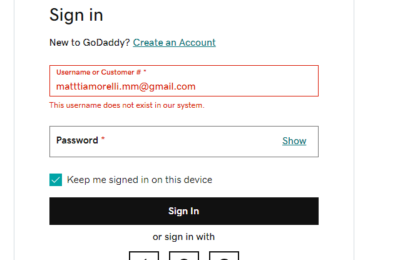 Sign in
New to GoDaddy? Create an Account
Username or Customer # *
matttiamorelli.mm@gmail.com
This username does not exist in our system.
Password * Show
Keep me signed in on this device
Sign In
or sign in with